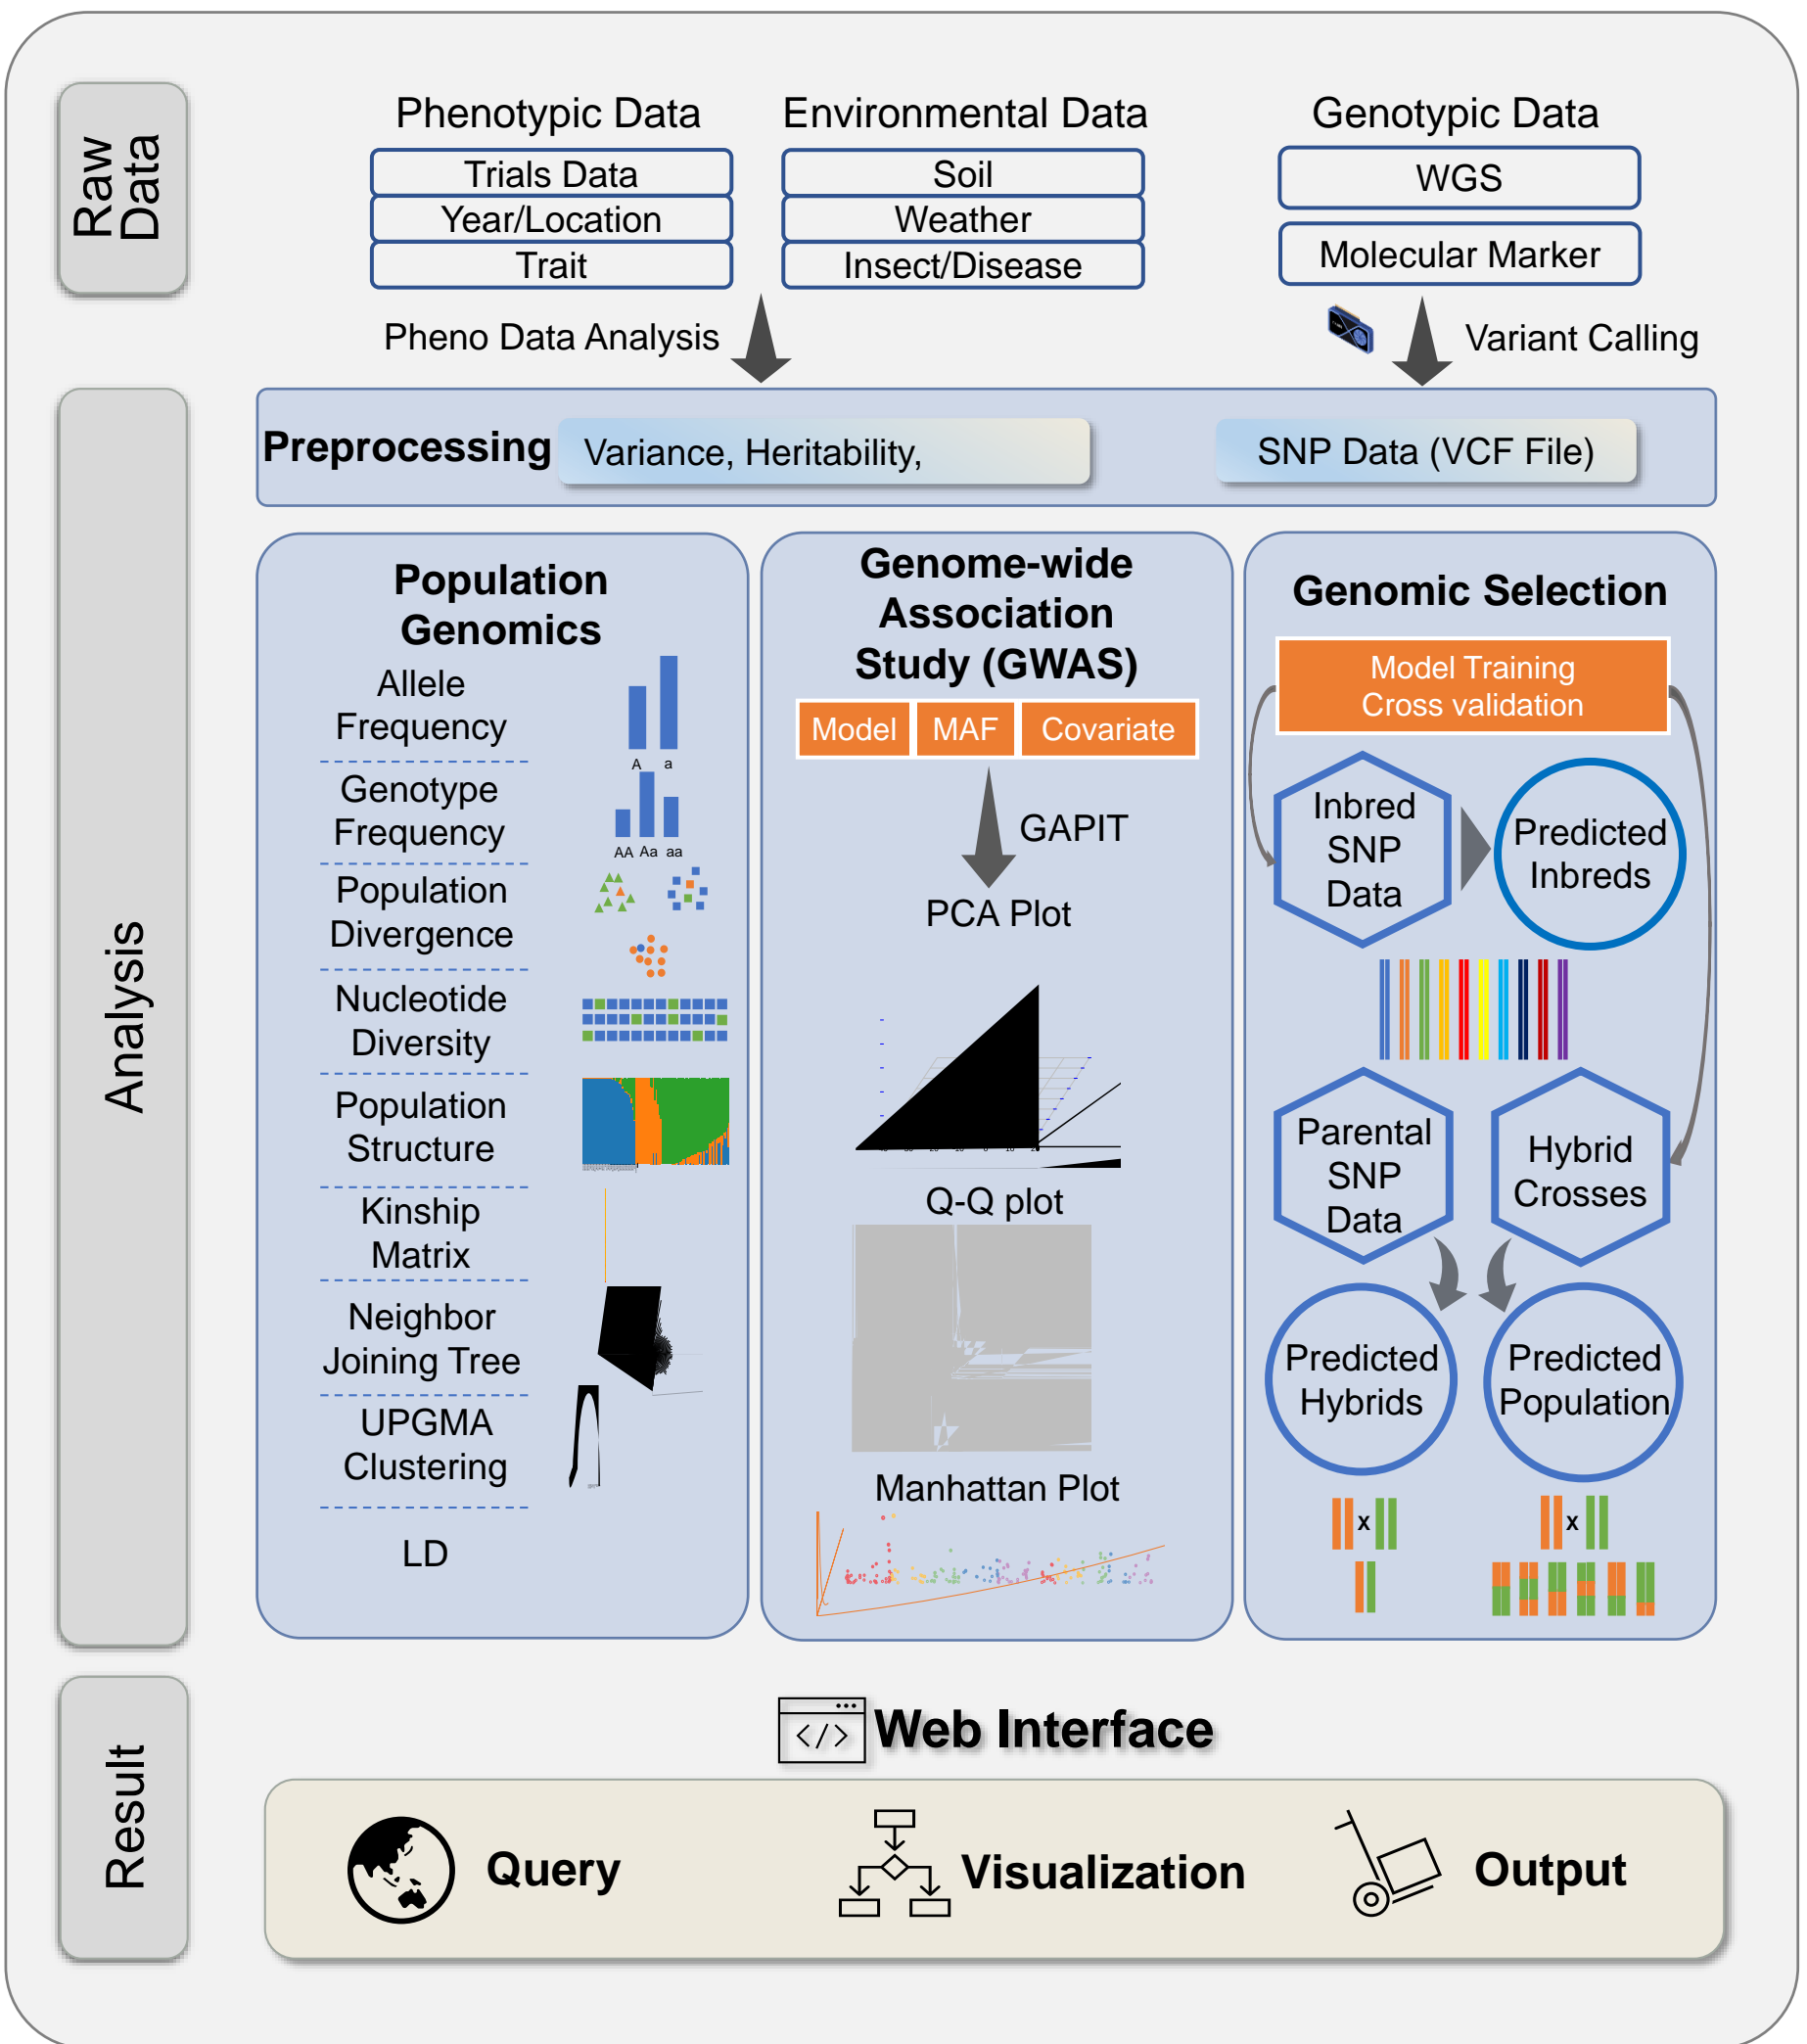 Raw
Data
Phenotypic Data
Trials Data
Year/Location
Trait
Environmental Data
Soil
Weather
Insect/Disease
Genotypic Data
WGS
Molecular Marker
Pheno Data Analysis
Variant Calling
Analysis
Preprocessing
Variance, Heritability,
SNP Data (VCF File)
Population
Genomics
Allele
Frequency
A a
Genotype
Frequency
AA Aa aa
Population
Divergence
Nucleotide
Diversity
Population
Structure
Kinship
Matrix
Neighbor
Joining Tree
UPGMA
Clustering
LD
Genome-wide
Association
Study (GWAS)
Model
MAF
Covariate
GAPIT
PCA Plot
Q-Q plot
Manhattan Plot
Genomic Selection
Model Training
Cross validation
Inbred
SNP
Data
Predicted
Inbreds
Parental
SNP
Data
Hybrid
Crosses
Predicted
Hybrids
Predicted
Population
x
x
Result
</> Web Interface
Query
Visualization
Output